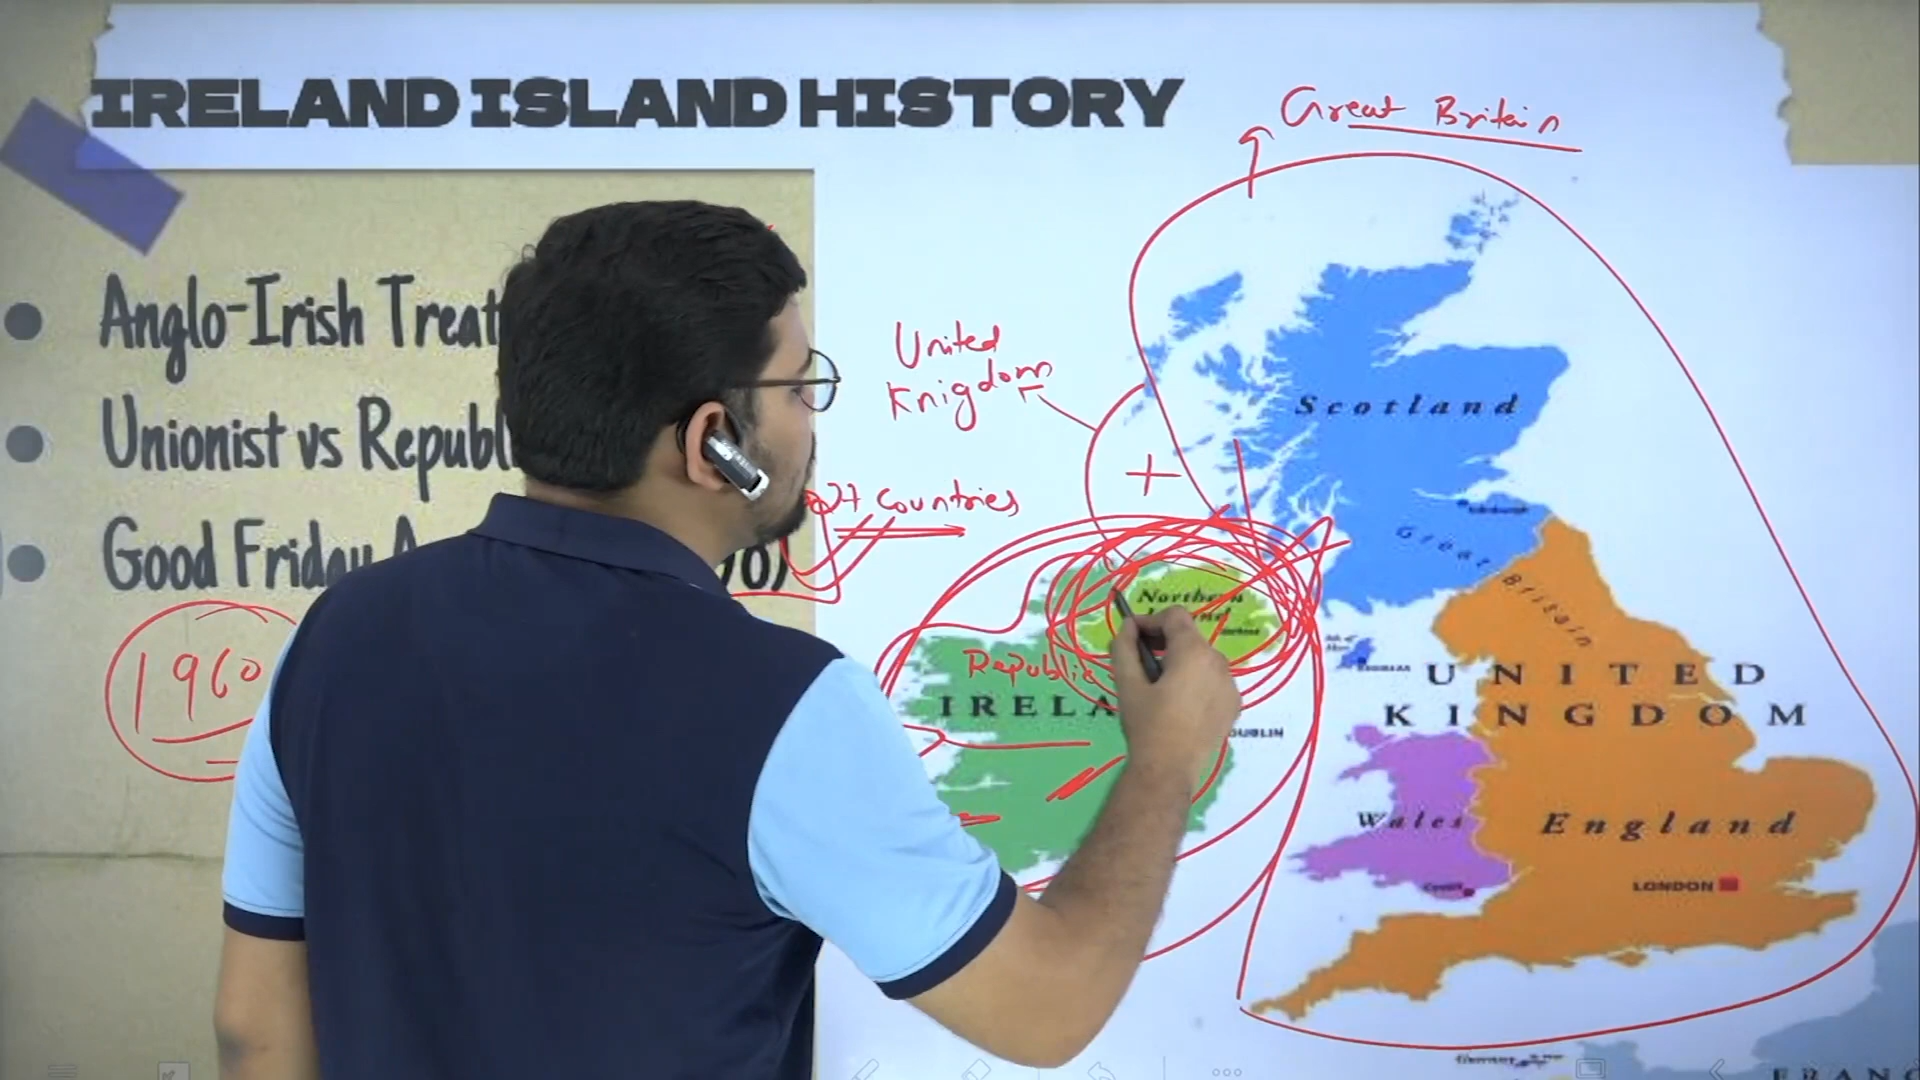 IRELAND ISLAND HISTORY
Great Britain
Anglo-Irish Treat
Unionist vs Republ
Good Friday A
1960
United
Knigdom
27 Countries
Scotland
Great Britain
Northern
Republic
IRELA
DUBLIN
UNITED
KINGDOM
Wales
England
LONDON
FRANC